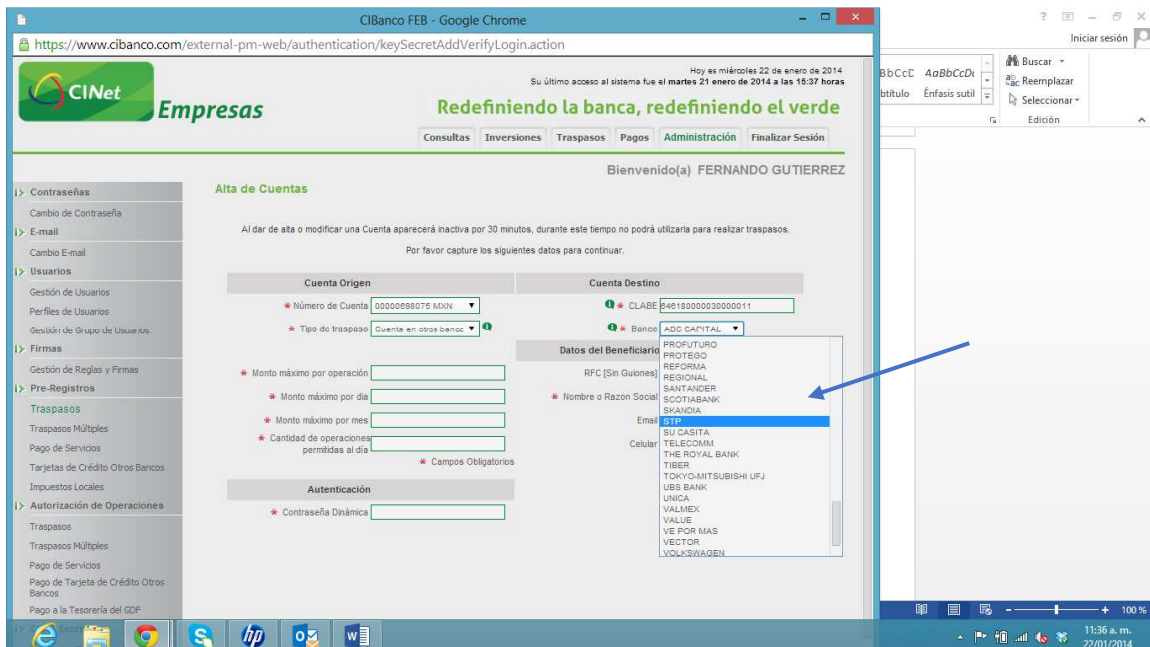 CIBanco FEB - Google Chrome
https://www.cibanco.com/external-pm-web/authentication/keySecretAddVerifyLogin.action
Iniciar sesión
Hoy es miércoles 22 de enero de 2014
Su último acceso al sistema fue el martes 21 enero de 2014 a las 15:37 horas
CINet
Empresas
Redefiniendo la banca, redefiniendo el verde
Consultas Inversiones Traspasos Pagos Administración Finalizar Sesión
Bienvenido(a) FERNANDO GUTIERREZ
Contraseñas
Cambio de Contraseña
E-mail
Cambio E-mail
Usuarios
Gestión de Usuarios
Perfiles de Usuarios
Gestión de Grupo de Usuarios
Firmas
Gestión de Reglas y Firmas
Pre-Registros
Traspasos
Traspasos Múltiples
Pago de Servicios
Tarjetas de Crédito Otros Bancos
Impuestos Locales
Autorización de Operaciones
Traspasos
Traspasos Múltiples
Pago de Servicios
Pago de Tarjeta de Crédito Otros
Bancos
Pago a la Tesorería del GDF
Alta de Cuentas
Al dar de alta o modificar una Cuenta aparecerá inactiva por 30 minutos, durante este tiempo no podrá utilizarla para realizar traspasos.
Por favor capture los siguientes datos para continuar.
Cuenta Origen
* Número de Cuenta 00000698075 MXN
* Tipo de traspaso Cuenta en otros banco
* Monto máximo por operación
* Monto máximo por dia
* Monto máximo por mes
* Cantidad de operaciones
permitidas al día
* Campos Obligatorios
Autenticación
* Contraseña Dinámica
Cuenta Destino
* CLABE 646180000030000011
* Banco ABC CAPITAL
Datos del Beneficiario
RFC [Sin Guiones]
* Nombre o Razon Social
Email
Celular
PROFUTURO
PROTEGO
REFORMA
REGIONAL
SANTANDER
SCOTIABANK
SKANDIA
STP
SU CASITA
TELECOMM
THE ROYAL BANK
TIBER
TOKYO-MITSUBISHI UFJ
UBS BANK
UNICA
VALMEX
VALUE
VE POR MAS
VECTOR
VOLKSWAGEN
BbCcD AaBbCcDt
btítulo Énfasis sutil
Buscar
Reemplazar
Seleccionar
Edición
100 %
11:36 a. m.
22/01/2014